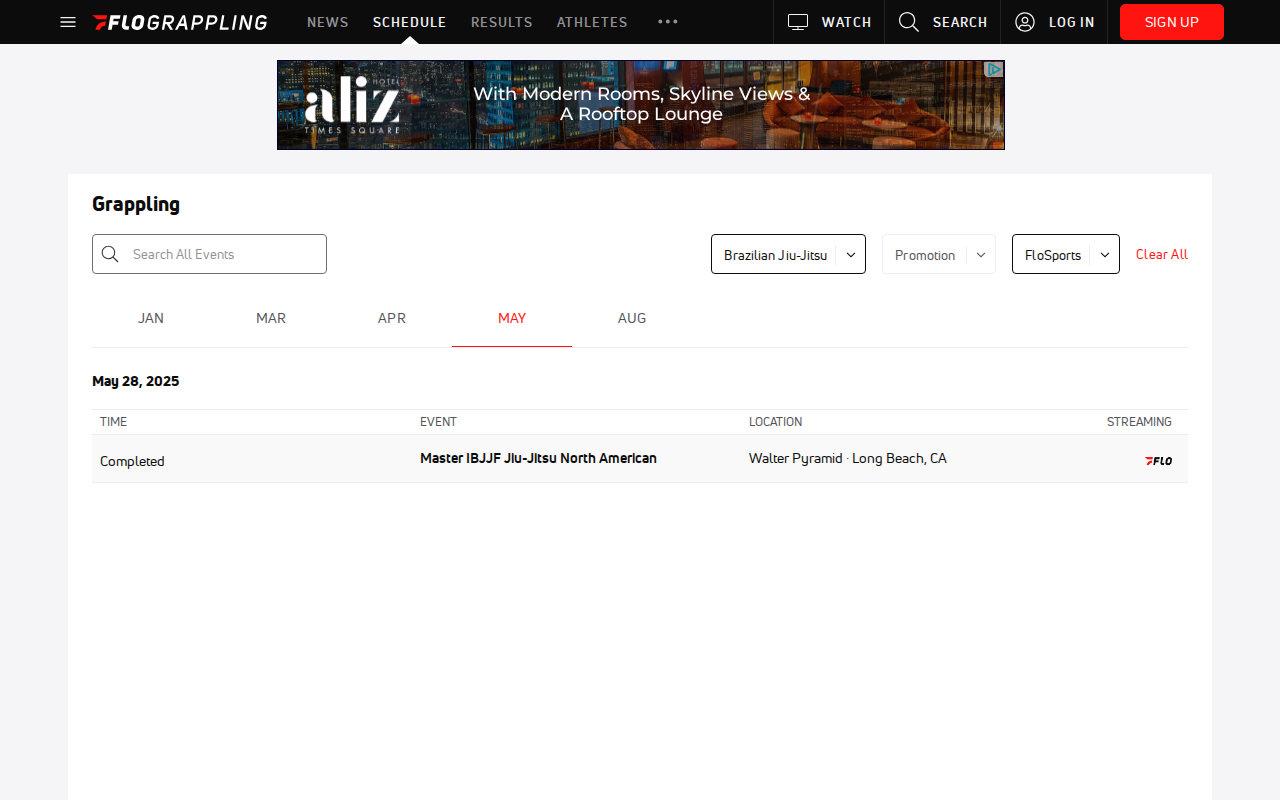 FLOGRAPPLING NEWS SCHEDULE RESULTS ATHLETES WATCH SEARCH LOG IN SIGN UP
HOTEL
aliz
TIMES SQUARE
With Modern Rooms, Skyline Views &
A Rooftop Lounge
Grappling
Search All Events Brazilian Jiu-Jitsu Promotion FloSports Clear All
JAN MAR APR MAY AUG
May 28, 2025
TIME EVENT LOCATION STREAMING
Completed Master IBJJF Jiu-Jitsu North American Walter Pyramid · Long Beach, CA FLO